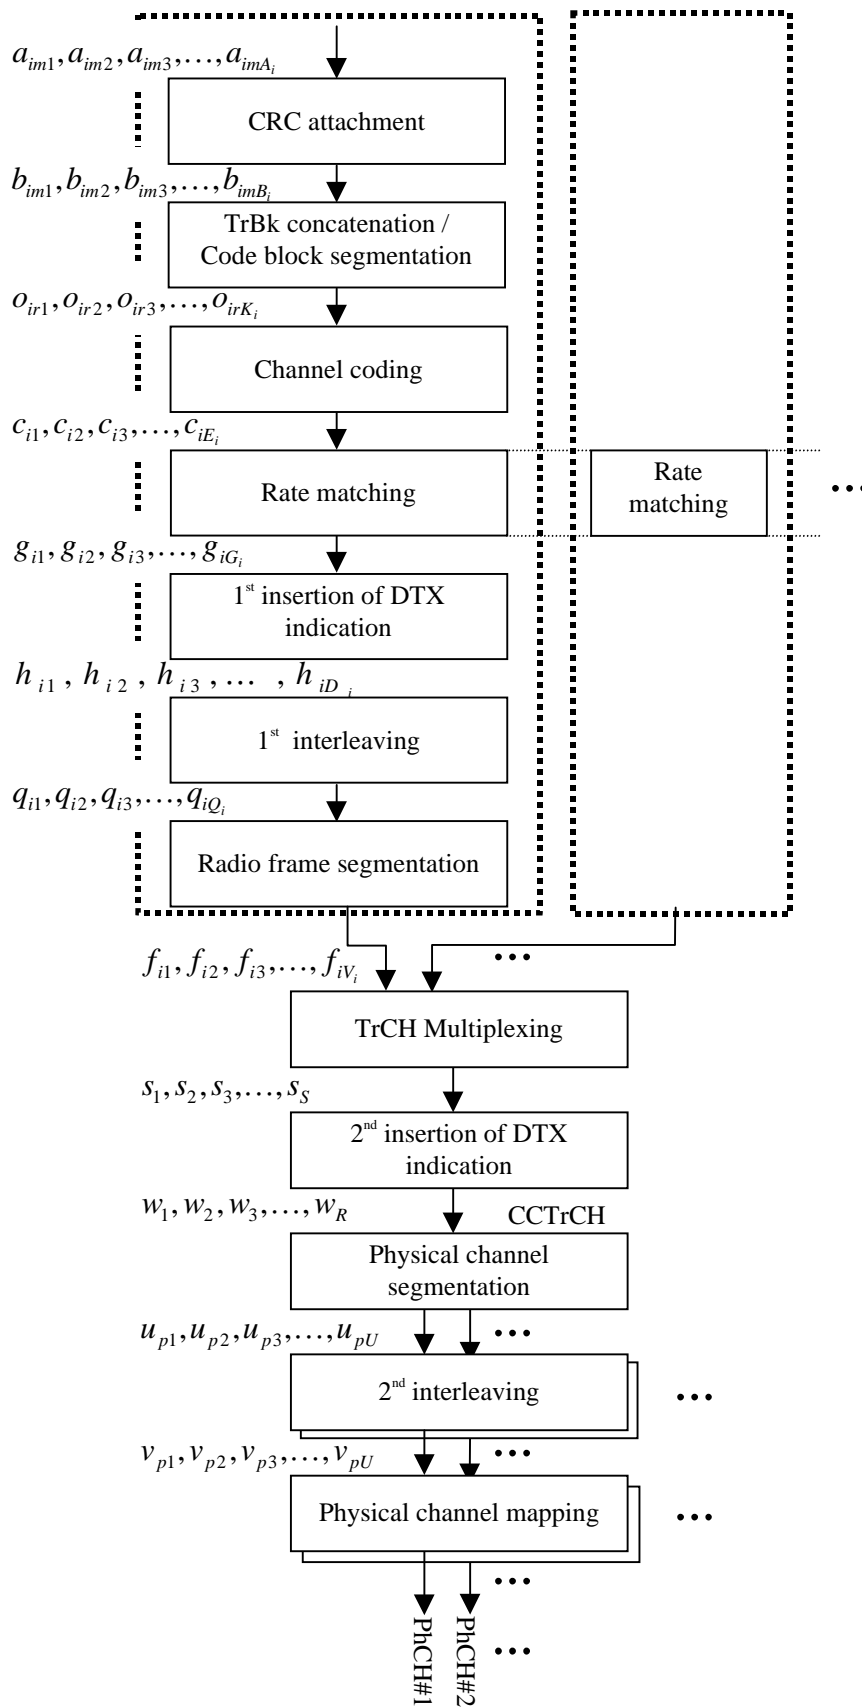 a_{im1}, a_{im2}, a_{im3}, …, a_{imA_i}
CRC attachment
b_{im1}, b_{im2}, b_{im3}, …, b_{imB_i}
TrBk concatenation /
Code block segmentation
o_{ir1}, o_{ir2}, o_{ir3}, …, o_{irK_i}
Channel coding
c_{i1}, c_{i2}, c_{i3}, …, c_{iE_i}
Rate matching
Rate
matching
...
g_{i1}, g_{i2}, g_{i3}, …, g_{iG_i}
1st insertion of DTX
indication
h_{i1}, h_{i2}, h_{i3}, …, h_{iD_i}
1st interleaving
q_{i1}, q_{i2}, q_{i3}, …, q_{iQ_i}
Radio frame segmentation
f_{i1}, f_{i2}, f_{i3}, …, f_{iV_i}
...
TrCH Multiplexing
s_1, s_2, s_3, …, s_S
2nd insertion of DTX
indication
w_1, w_2, w_3, …, w_R
CCTrCH
Physical channel
segmentation
u_{p1}, u_{p2}, u_{p3}, …, u_{pU}
...
2nd interleaving
...
v_{p1}, v_{p2}, v_{p3}, …, v_{pU}
...
Physical channel mapping
...
...
PhCH#1
PhCH#2
...